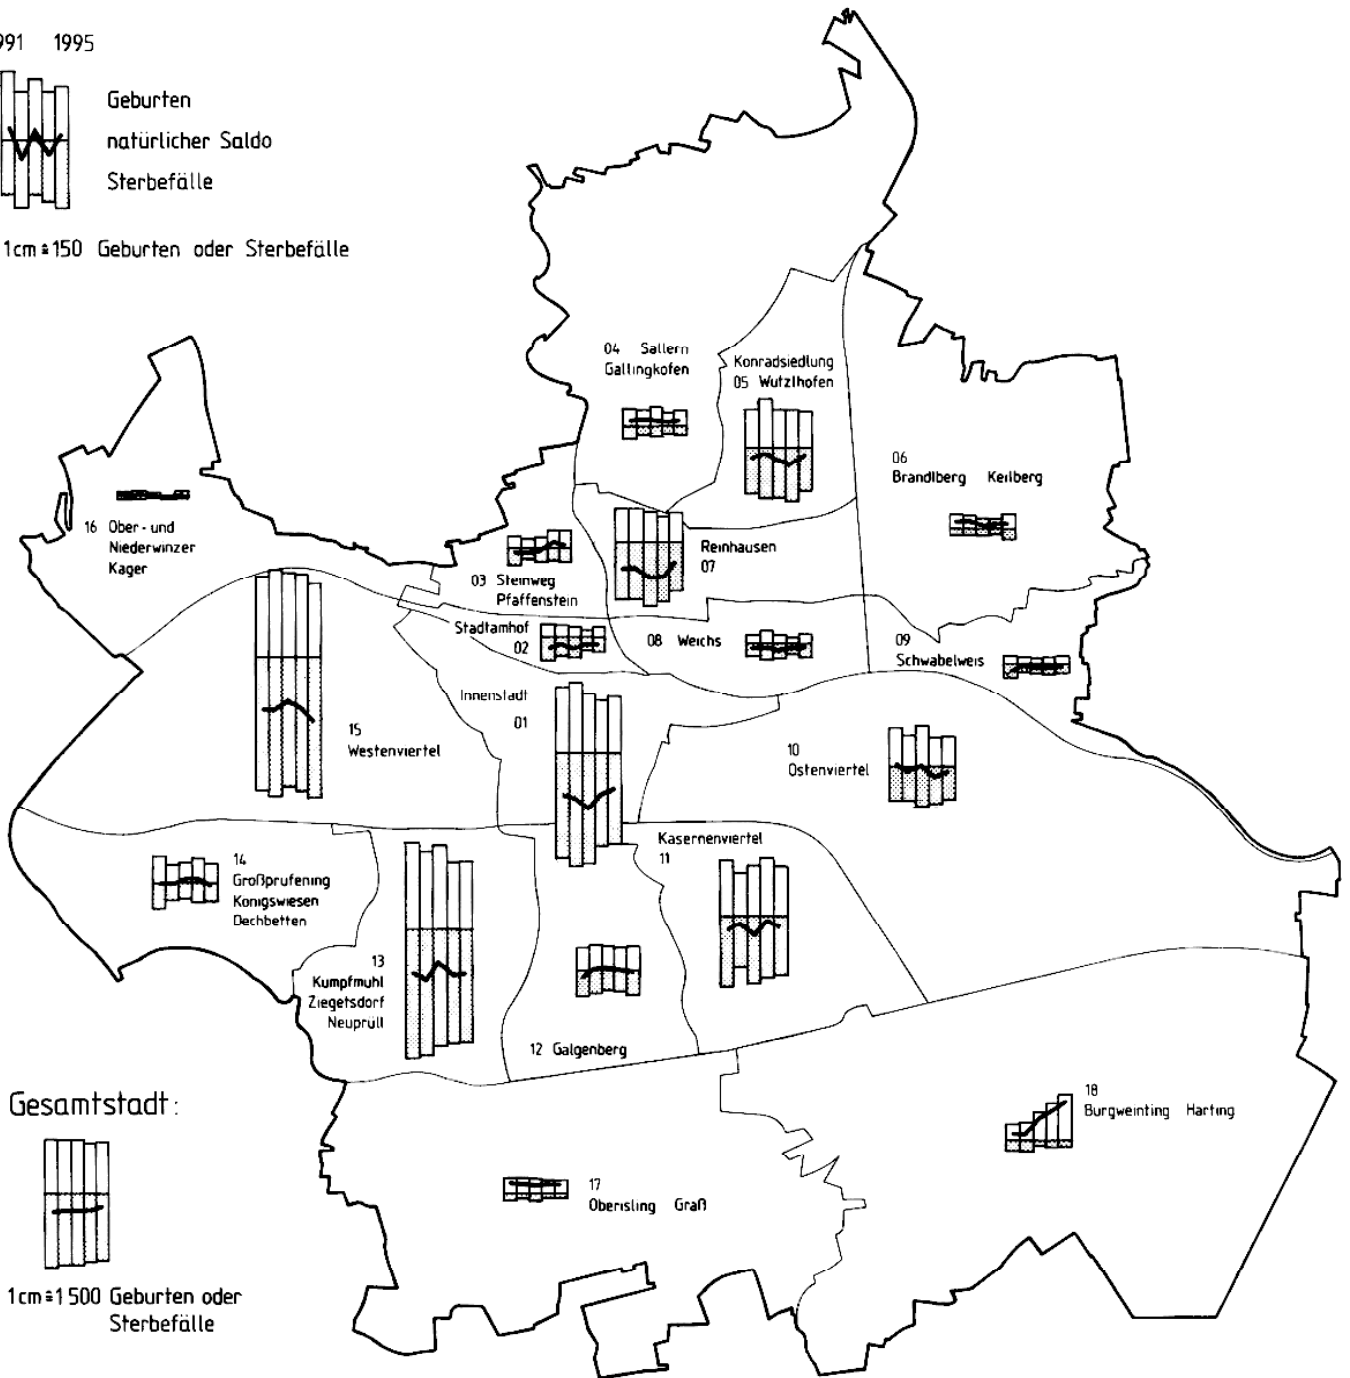 991 1995
Geburten
natürlicher Saldo
Sterbefälle
1cm≙150 Geburten oder Sterbefälle
04 Sallern
Gallingkofen
Konradsiedlung
05 Wutzlhofen
06
Brandlberg Keilberg
16 Ober- und
Niederwinzer
Kager
03 Steinweg
Pfaffenstein
Reinhausen
07
Stadtamhof
02
08 Weichs
09
Schwabelweis
Innenstadt
01
15
Westenviertel
10
Ostenviertel
Kasernenviertel
11
14
Großprüfening
Königswiesen
Dechbetten
13
Kumpfmühl
Ziegetsdorf
Neuprüll
12 Galgenberg
Gesamtstadt:
1cm≙1500 Geburten oder
Sterbefälle
18
Burgweinting Harting
17
Oberisling Graß